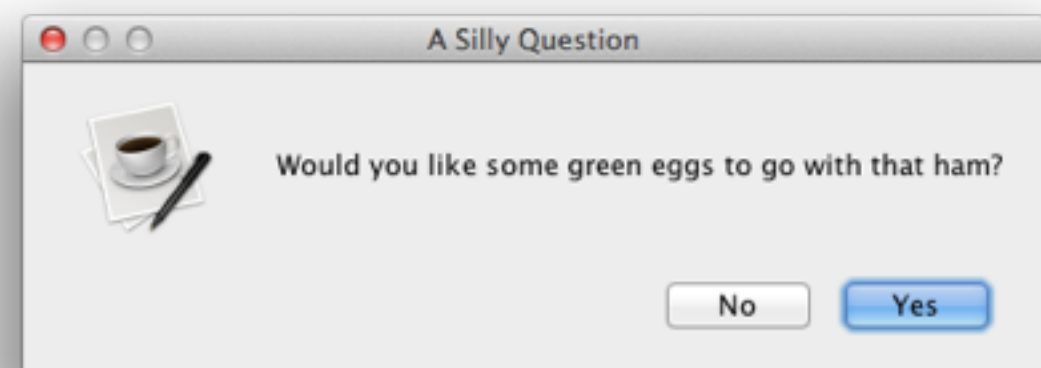 A Silly Question
Would you like some green eggs to go with that ham?
No Yes